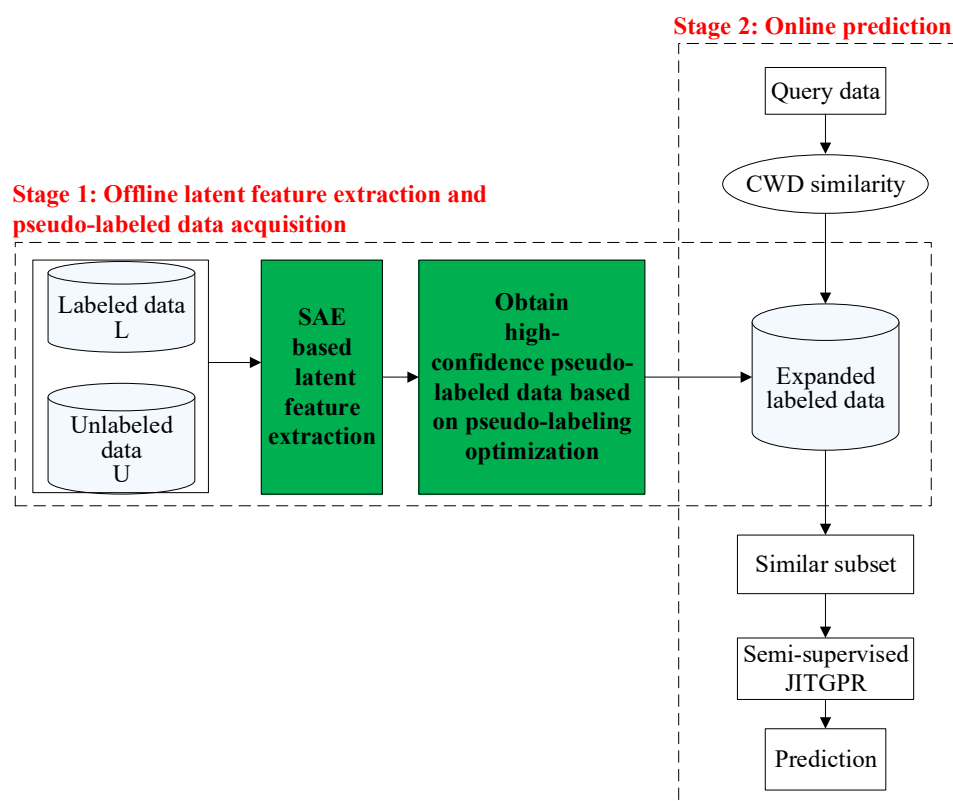 Stage 2: Online prediction
Query data
CWD similarity
Stage 1: Offline latent feature extraction and
pseudo-labeled data acquisition
Labeled data
L
Unlabeled
data
U
SAE
based
latent
feature
extraction
Obtain
high-
confidence pseudo-
labeled data based
on pseudo-labeling
optimization
Expanded
labeled data
Similar subset
Semi-supervised
JITGPR
Prediction